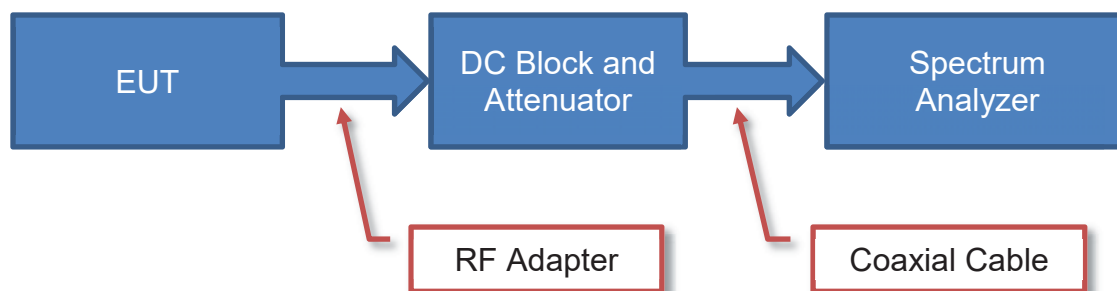 EUT
DC Block and
Attenuator
Spectrum
Analyzer
RF Adapter
Coaxial Cable